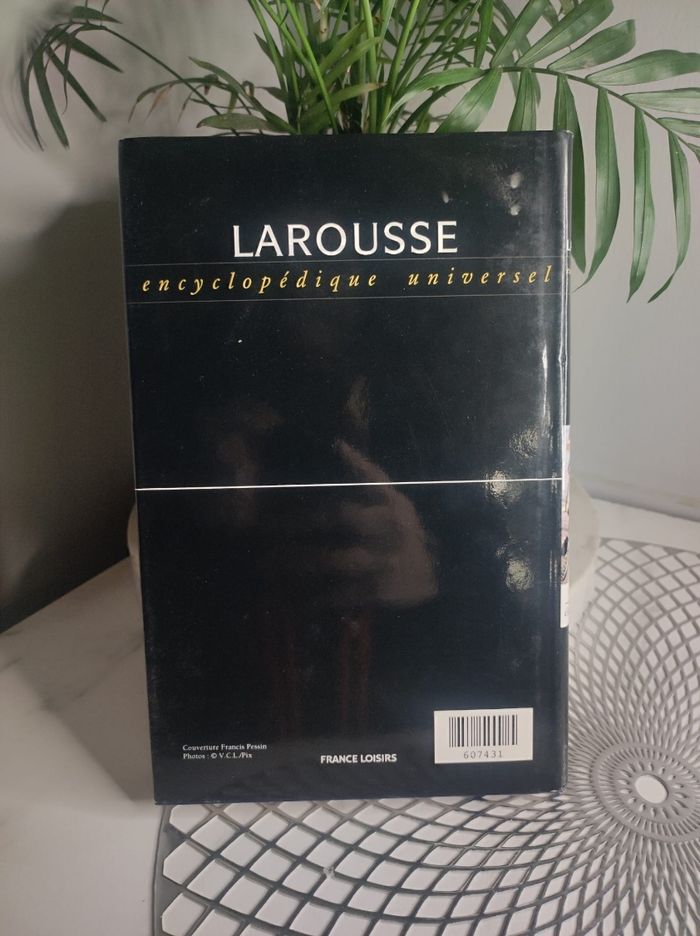 LAROUSSE
encyclopédique universel
Couverture Francis Pessin
Photos : © V.C.L./Pix
FRANCE LOISIRS
607431